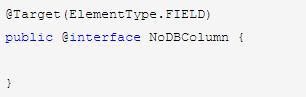 @Target(ElementType.FIELD)
public @interface NoDBColumn {
}